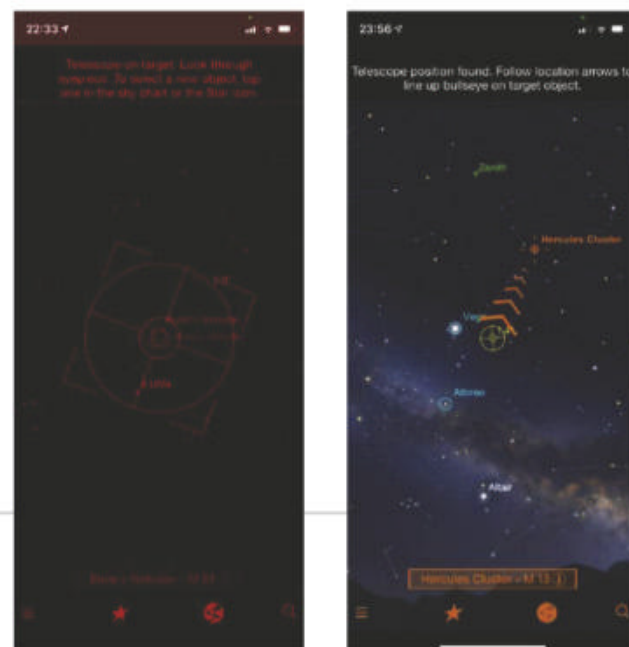 22:33
Telescope on target. Look through
eyepiece. To select a new object, tap
one in the sky chart or the Star icon.
23:56
Telescope position found. Follow location arrows to
line up bullseye on target object.
Zenith
Hercules Cluster
Vega
Albireo
Altair
Hercules Cluster - M 13